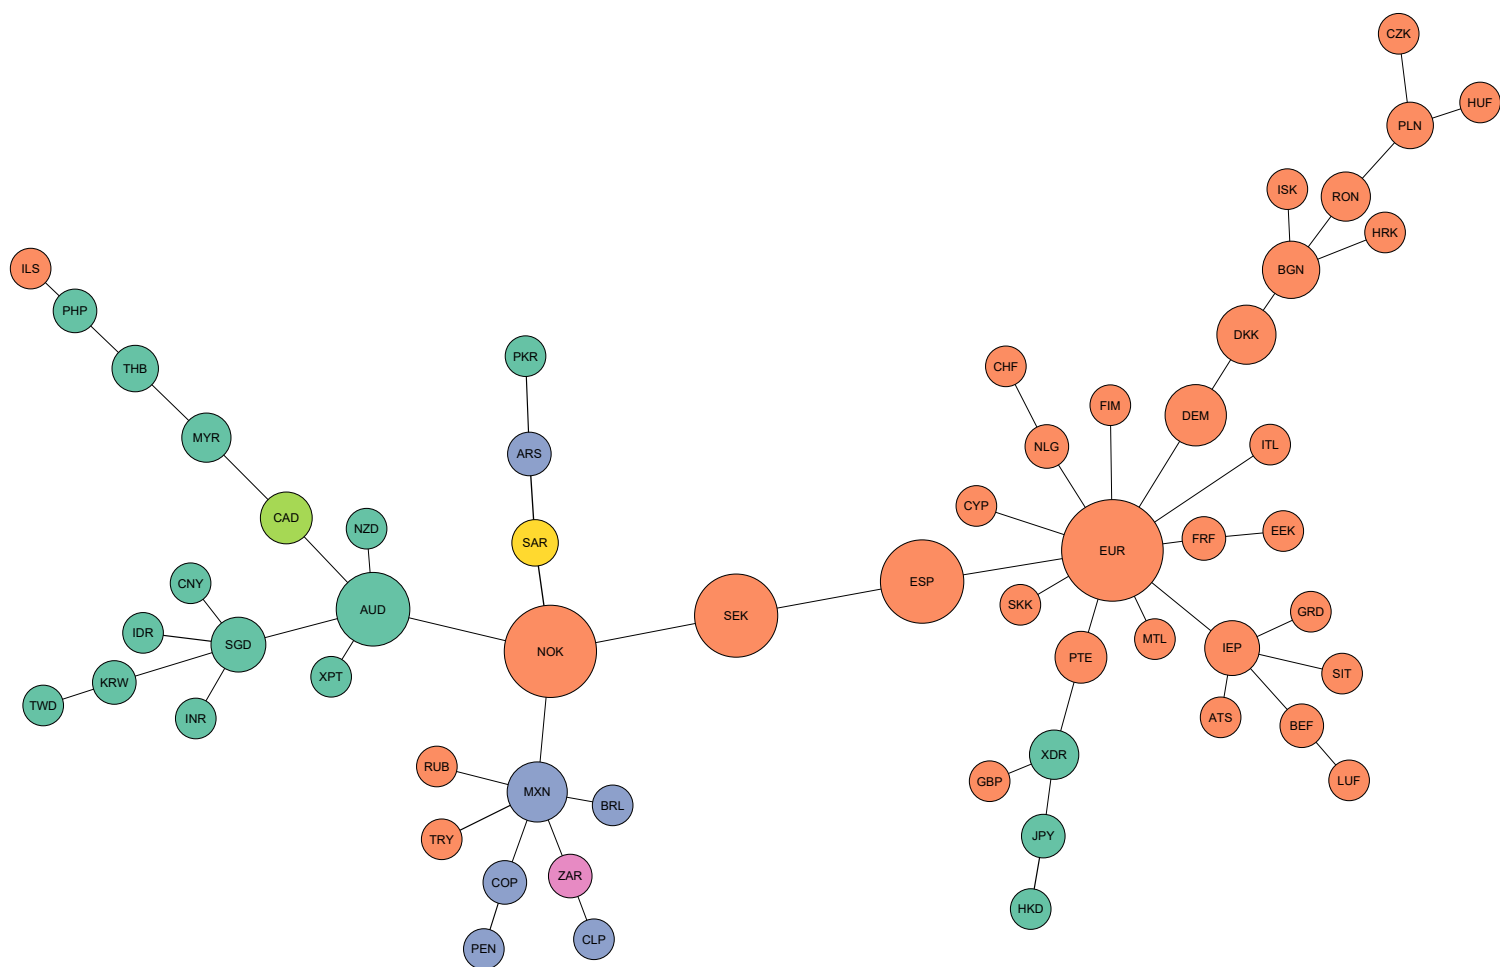 CZK
HUF
PLN
ISK
RON
HRK
BGN
ILS
PHP
DKK
THB
PKR
CHF
FIM
DEM
MYR
ARS
NLG
ITL
CYP
CAD
NZD
SAR
EUR
FRF
EEK
CNY
ESP
SKK
AUD
SEK
GRD
IDR
SGD
NOK
MTL
IEP
PTE
SIT
KRW
XPT
TWD
INR
ATS
BEF
XDR
RUB
GBP
LUF
MXN
BRL
TRY
JPY
COP
ZAR
HKD
PEN
CLP